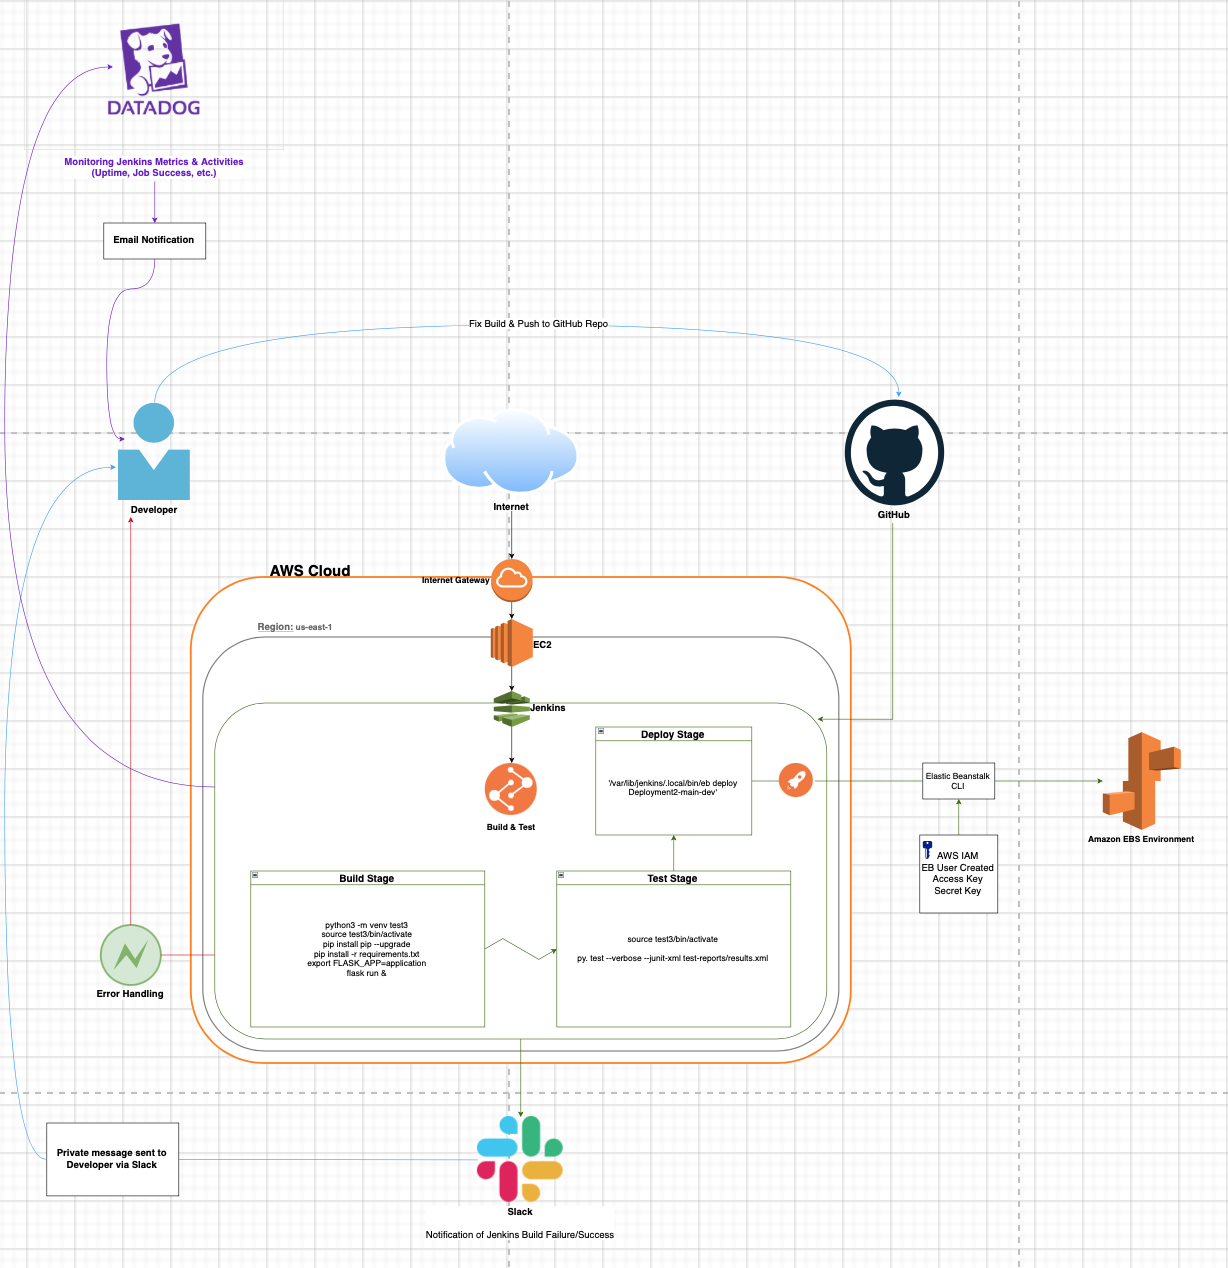 DATADOG
Monitoring Jenkins Metrics & Activities
(Uptime, Job Success, etc.)
Email Notification
Fix Build & Push to GitHub Repo
Developer
Internet
GitHub
AWS Cloud
Internet Gateway
Region: us-east-1
EC2
Jenkins
Deploy Stage
'/var/lib/jenkins/.local/bin/eb deploy
Deployment2-main-dev'
Elastic Beanstalk
CLI
Build & Test
Amazon EBS Environment
AWS IAM
EB User Created
Access Key
Secret Key
Build Stage
python3 -m venv test3
source test3/bin/activate
pip install pip --upgrade
pip install -r requirements.txt
export FLASK_APP=application
flask run &
Test Stage
source test3/bin/activate
py. test --verbose --junit-xml test-reports/results.xml
Error Handling
Private message sent to
Developer via Slack
Slack
Notification of Jenkins Build Failure/Success